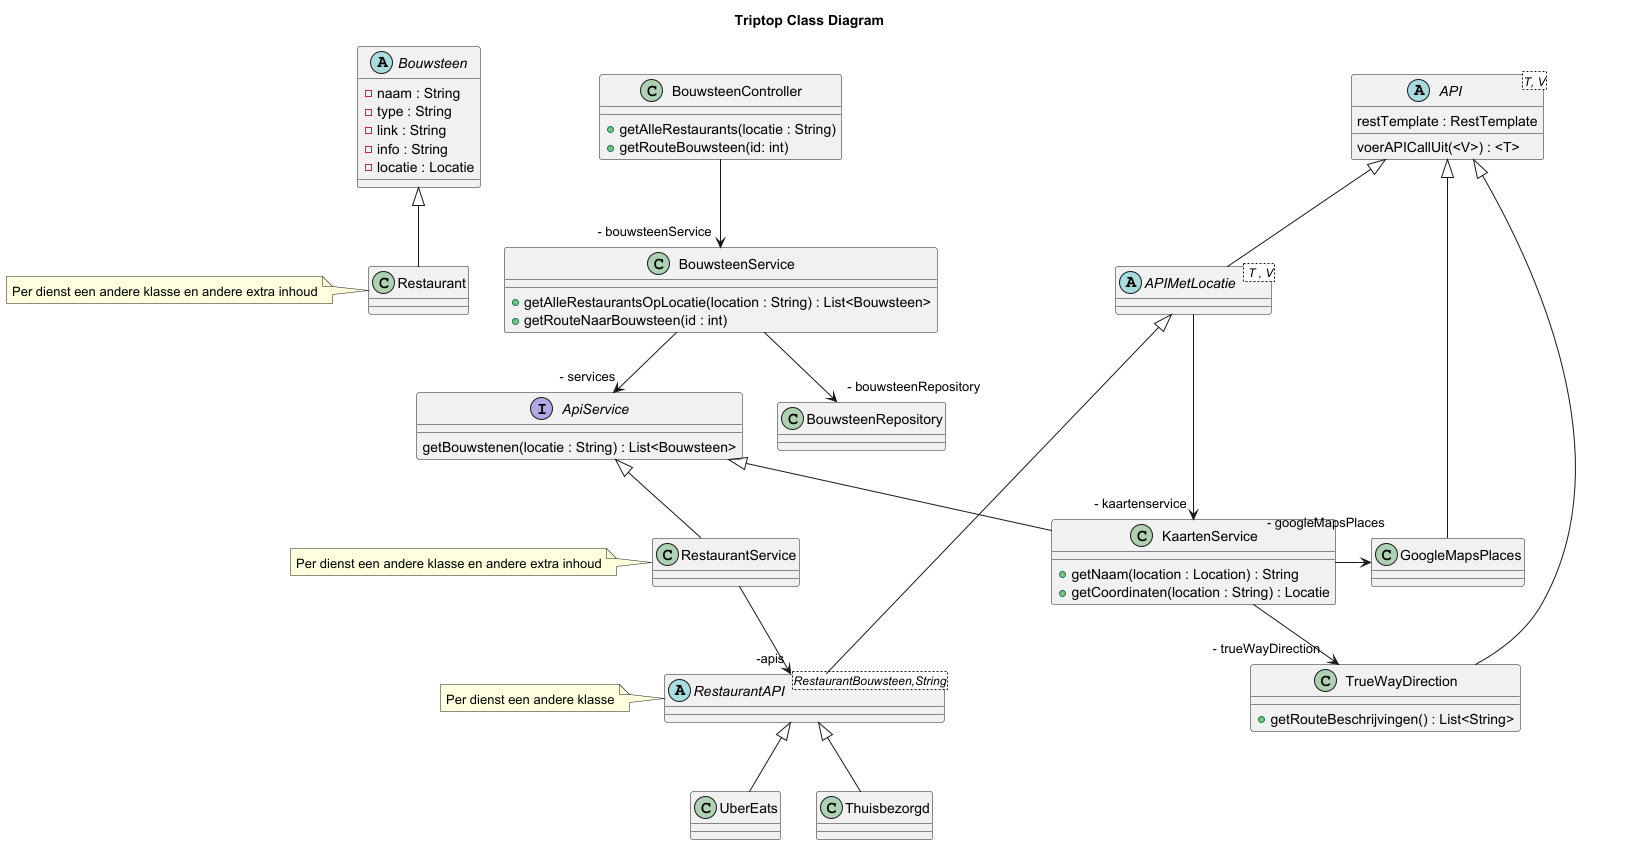 Triptop Class Diagram
A Bouwsteen
naam : String
type : String
link : String
info : String
locatie : Locatie
C BouwsteenController
getAlleRestaurants(locatie : String)
getRouteBouwsteen(id: int)
A API
T, V
restTemplate : RestTemplate
voerAPICallUit(<V>) : <T>
- bouwsteenService
C Restaurant
Per dienst een andere klasse en andere extra inhoud
C BouwsteenService
getAlleRestaurantsOpLocatie(location : String) : List<Bouwsteen>
getRouteNaarBouwsteen(id : int)
A APIMetLocatie
T , V
- services
- bouwsteenRepository
I ApiService
getBouwstenen(locatie : String) : List<Bouwsteen>
C BouwsteenRepository
- kaartenservice
- googleMapsPlaces
C RestaurantService
Per dienst een andere klasse en andere extra inhoud
C KaartenService
getNaam(location : Location) : String
getCoordinaten(location : String) : Locatie
C GoogleMapsPlaces
-apis
- trueWayDirection
A RestaurantAPI
RestaurantBouwsteen,String
Per dienst een andere klasse
C TrueWayDirection
getRouteBeschrijvingen() : List<String>
C UberEats
C Thuisbezorgd